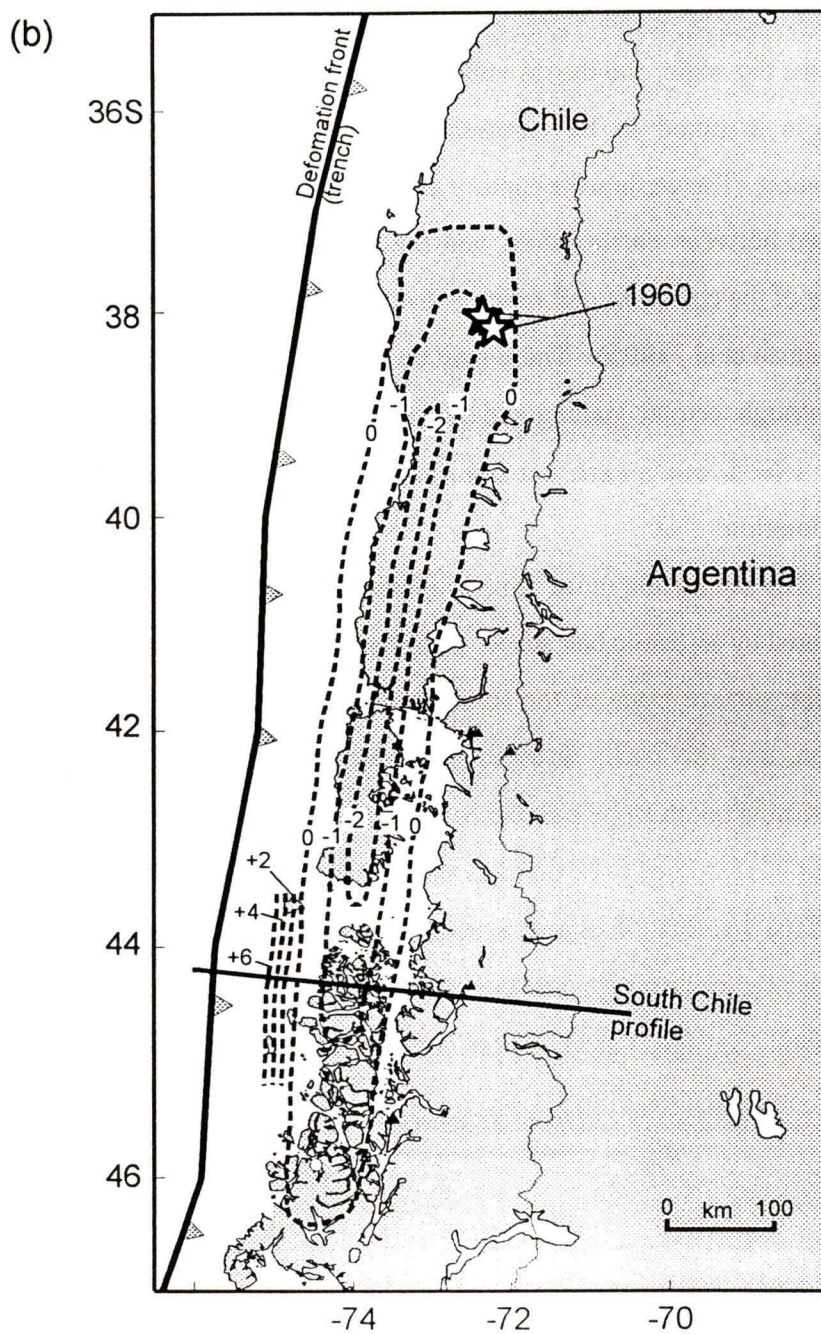 (b)
Defomation front
(trench)
36S
Chile
38
1960
0
-1
-2
-1
0
40
Argentina
42
0
-1
-2
-1
0
+2
+4
44
+6
South Chile
profile
46
0 km 100
-74
-72
-70